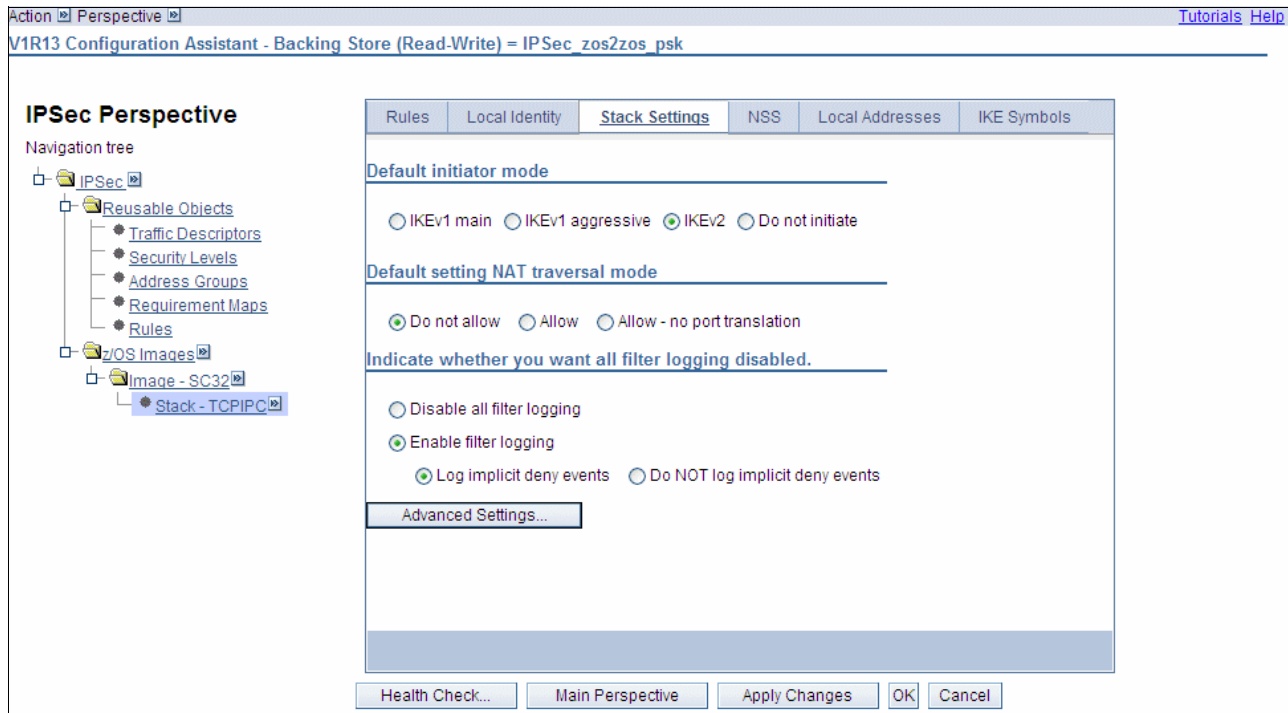 Action Perspective Tutorials Help
V1R13 Configuration Assistant - Backing Store (Read-Write) = IPSec_zos2zos_psk
IPSec Perspective
Navigation tree
IPSec
Reusable Objects
Traffic Descriptors
Security Levels
Address Groups
Requirement Maps
Rules
z/OS Images
Image - SC32
Stack - TCPIPC
Rules Local Identity Stack Settings NSS Local Addresses IKE Symbols
Default initiator mode
IKEv1 main IKEv1 aggressive IKEv2 Do not initiate
Default setting NAT traversal mode
Do not allow Allow Allow - no port translation
Indicate whether you want all filter logging disabled.
Disable all filter logging
Enable filter logging
Log implicit deny events Do NOT log implicit deny events
Advanced Settings...
Health Check... Main Perspective Apply Changes OK Cancel